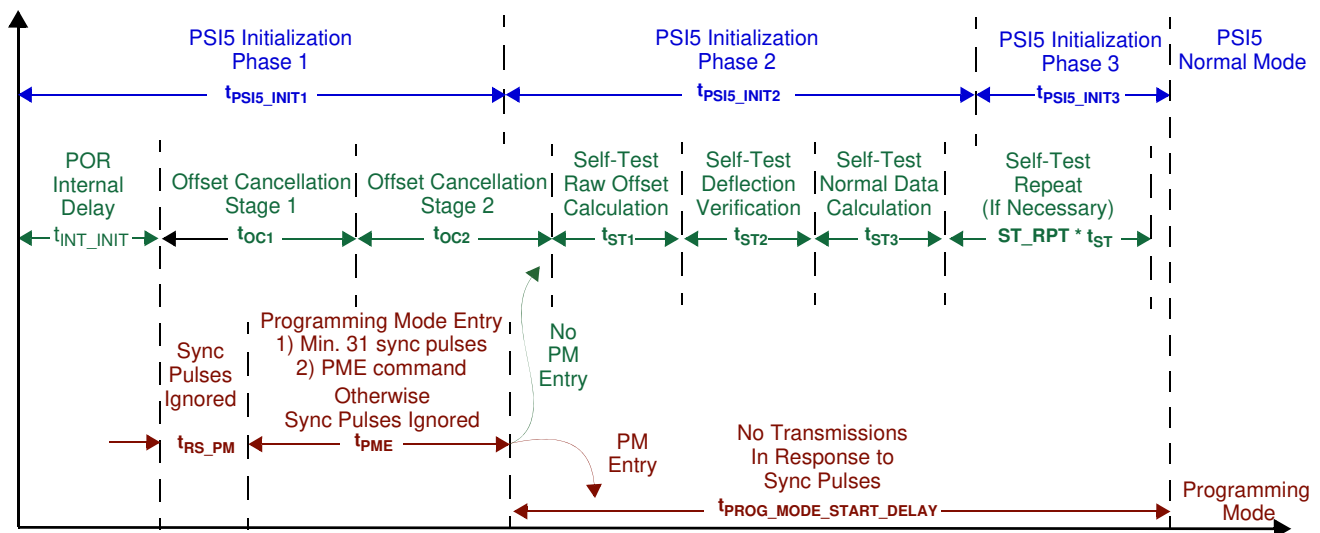 PSI5 Initialization
Phase 1
tPSI5_INIT1
PSI5 Initialization
Phase 2
tPSI5_INIT2
PSI5 Initialization
Phase 3
tPSI5_INIT3
PSI5
Normal Mode
POR
Internal
Delay
tINT_INIT
Offset Cancellation
Stage 1
tOC1
Offset Cancellation
Stage 2
tOC2
Self-Test
Raw Offset
Calculation
tST1
Self-Test
Deflection
Verification
tST2
Self-Test
Normal Data
Calculation
tST3
Self-Test
Repeat
(If Necessary)
ST_RPT * tST
Sync
Pulses
Ignored
tRS_PM
Programming Mode Entry
1) Min. 31 sync pulses
2) PME command
Otherwise
Sync Pulses Ignored
tPME
No
PM
Entry
PM
Entry
No Transmissions
In Response to
Sync Pulses
tPROG_MODE_START_DELAY
Programming
Mode